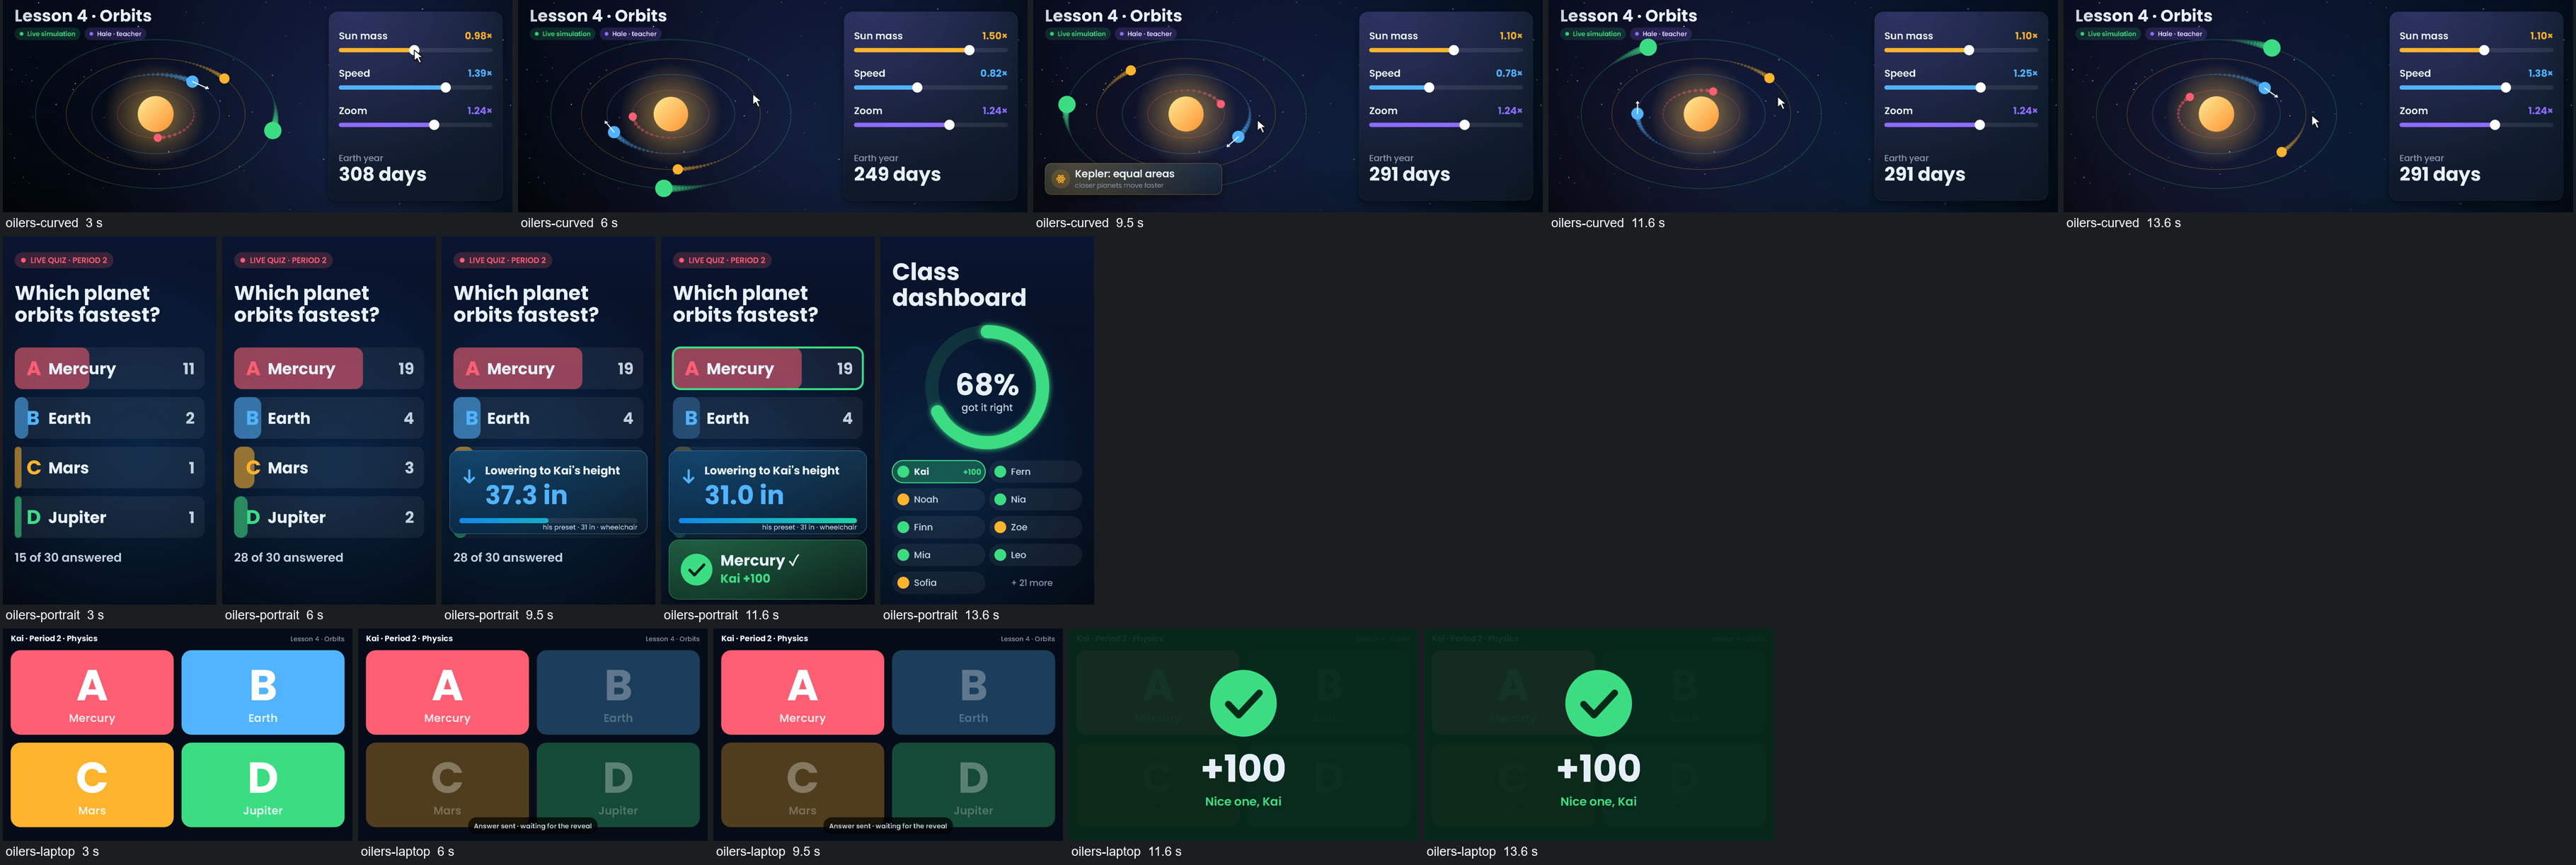 Lesson 4 · Orbits
Live simulation
Hale · teacher
Sun mass 0.98×
Speed 1.39×
Zoom 1.24×
Earth year
308 days
oilers-curved 3 s
Lesson 4 · Orbits
Live simulation
Hale · teacher
Sun mass 1.50×
Speed 0.82×
Zoom 1.24×
Earth year
249 days
oilers-curved 6 s
Lesson 4 · Orbits
Live simulation
Hale · teacher
Sun mass 1.10×
Speed 0.78×
Zoom 1.24×
Kepler: equal areas
closer planets move faster
Earth year
291 days
oilers-curved 9.5 s
Lesson 4 · Orbits
Live simulation
Hale · teacher
Sun mass 1.10×
Speed 1.25×
Zoom 1.24×
Earth year
291 days
oilers-curved 11.6 s
Lesson 4 · Orbits
Live simulation
Hale · teacher
Sun mass 1.10×
Speed 1.38×
Zoom 1.24×
Earth year
291 days
oilers-curved 13.6 s
LIVE QUIZ · PERIOD 2
Which planet
orbits fastest?
A Mercury 11
B Earth 2
C Mars 1
D Jupiter 1
15 of 30 answered
oilers-portrait 3 s
LIVE QUIZ · PERIOD 2
Which planet
orbits fastest?
A Mercury 19
B Earth 4
C Mars 3
D Jupiter 2
28 of 30 answered
oilers-portrait 6 s
LIVE QUIZ · PERIOD 2
Which planet
orbits fastest?
A Mercury 19
B Earth 4
Lowering to Kai's height
37.3 in
his preset · 31 in · wheelchair
28 of 30 answered
oilers-portrait 9.5 s
LIVE QUIZ · PERIOD 2
Which planet
orbits fastest?
A Mercury 19
B Earth 4
Lowering to Kai's height
31.0 in
his preset · 31 in · wheelchair
Mercury ✓
Kai +100
oilers-portrait 11.6 s
Class
dashboard
68%
got it right
Kai +100
Fern
Noah
Nia
Finn
Zoe
Mia
Leo
Sofia
+ 21 more
oilers-portrait 13.6 s
Kai · Period 2 · Physics
Lesson 4 · Orbits
A
Mercury
B
Earth
C
Mars
D
Jupiter
oilers-laptop 3 s
Kai · Period 2 · Physics
Lesson 4 · Orbits
A
Mercury
B
Earth
C
Mars
D
Jupiter
Answer sent · waiting for the reveal
oilers-laptop 6 s
Kai · Period 2 · Physics
Lesson 4 · Orbits
A
Mercury
B
Earth
C
Mars
D
Jupiter
Answer sent · waiting for the reveal
oilers-laptop 9.5 s
Kai · Period 2 · Physics
A
B
C
D
+100
Nice one, Kai
oilers-laptop 11.6 s
Kai · Period 2 · Physics
A
B
C
D
+100
Nice one, Kai
oilers-laptop 13.6 s